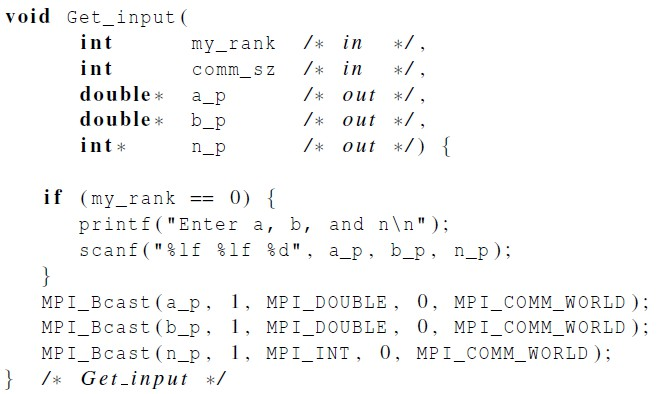 void Get_input(
int my_rank /* in */,
int comm_sz /* in */,
double* a_p /* out */,
double* b_p /* out */,
int* n_p /* out */) {
if (my_rank == 0) {
printf("Enter a, b, and n\n");
scanf("%lf %lf %d", a_p, b_p, n_p);
}
MPI_Bcast(a_p, 1, MPI_DOUBLE, 0, MPI_COMM_WORLD);
MPI_Bcast(b_p, 1, MPI_DOUBLE, 0, MPI_COMM_WORLD);
MPI_Bcast(n_p, 1, MPI_INT, 0, MPI_COMM_WORLD);
} /* Get_input */